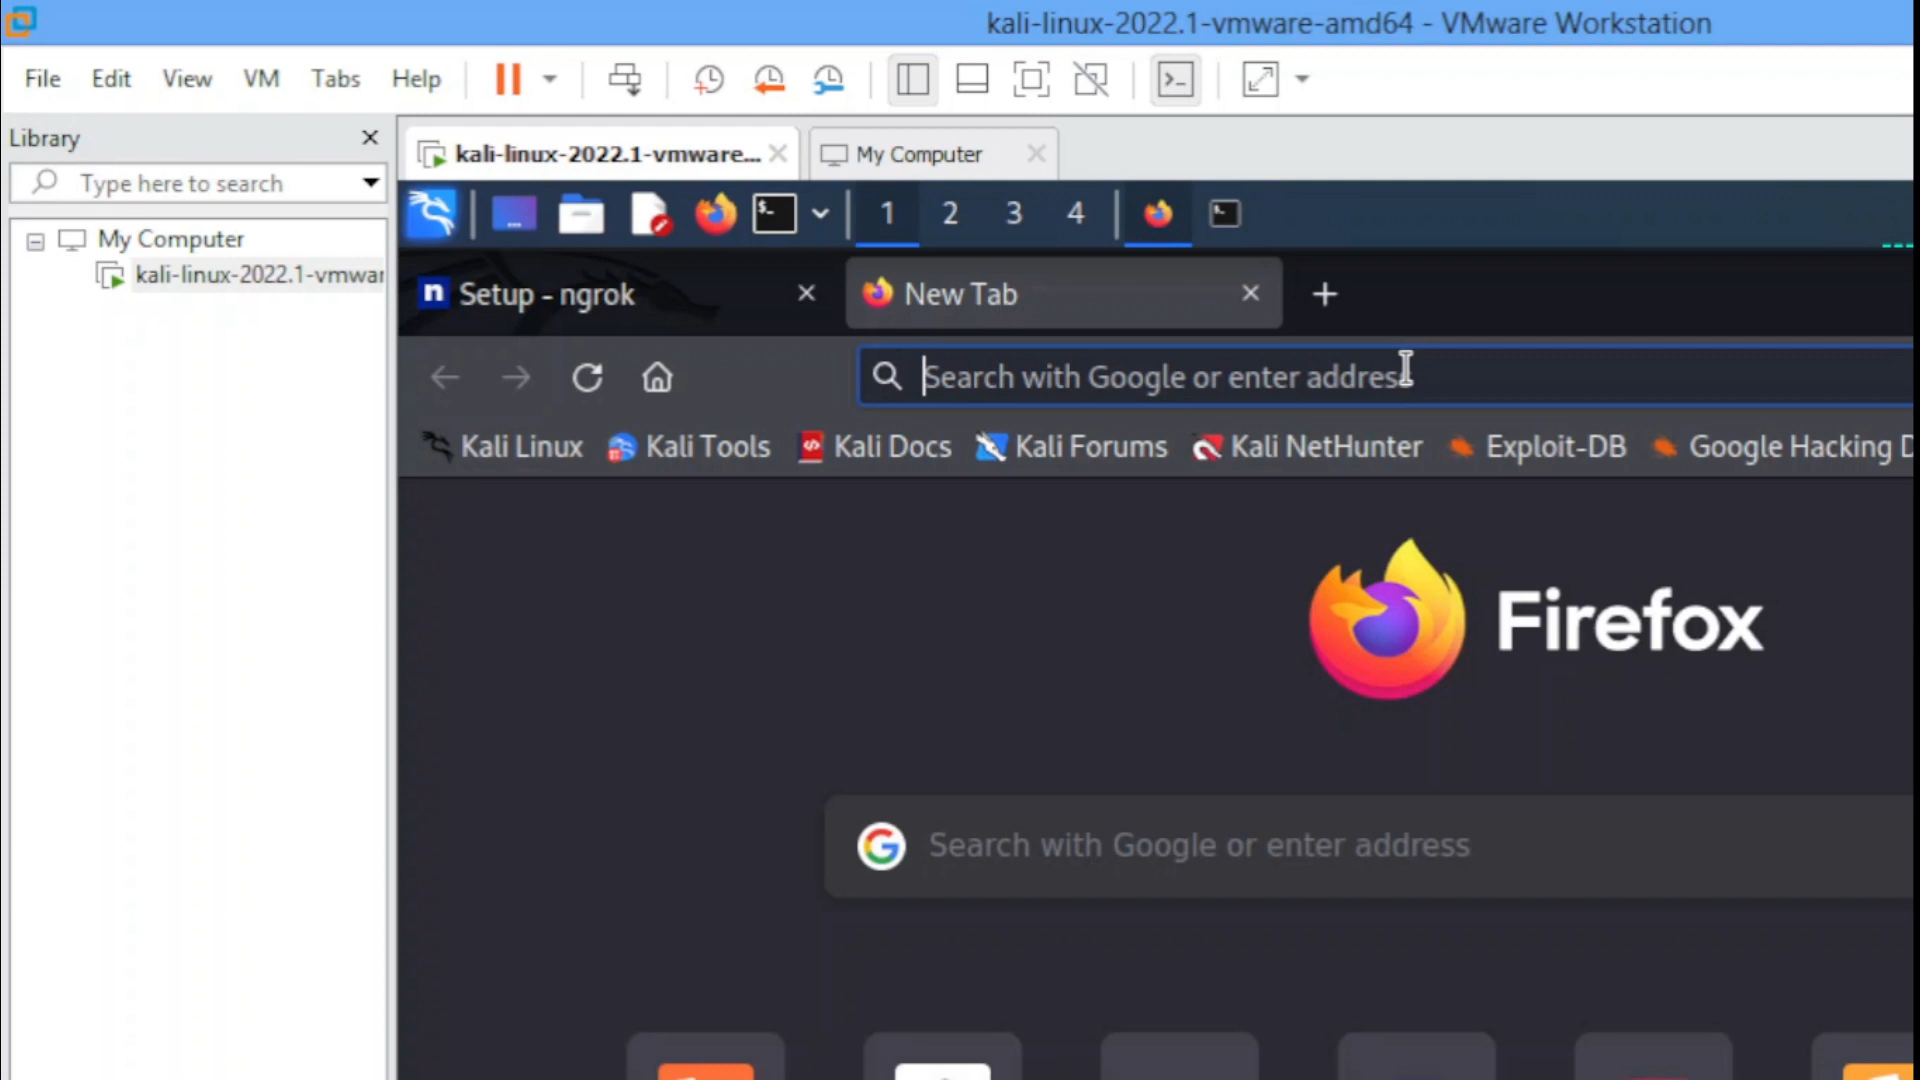 kali-linux-2022.1-vmware-amd64 - VMware Workstation
File Edit View VM Tabs Help
Library
kali-linux-2022.1-vmware... My Computer
Type here to search
1 2 3 4
My Computer
kali-linux-2022.1-vmwar
n Setup - ngrok New Tab
Search with Google or enter address
Kali Linux Kali Tools Kali Docs Kali Forums Kali NetHunter Exploit-DB Google Hacking D
Firefox
G Search with Google or enter address